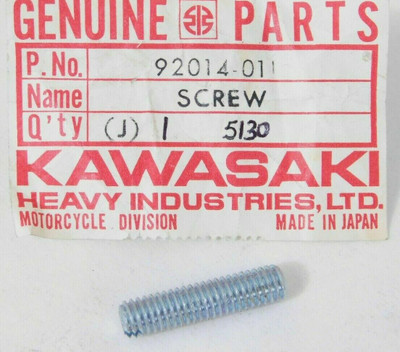 GENUINE PARTS
P. No. 92014-011
Name SCREW
Q'ty (J) 1 5130
KAWASAKI
HEAVY INDUSTRIES, LTD.
MOTORCYCLE DIVISION MADE IN JAPAN